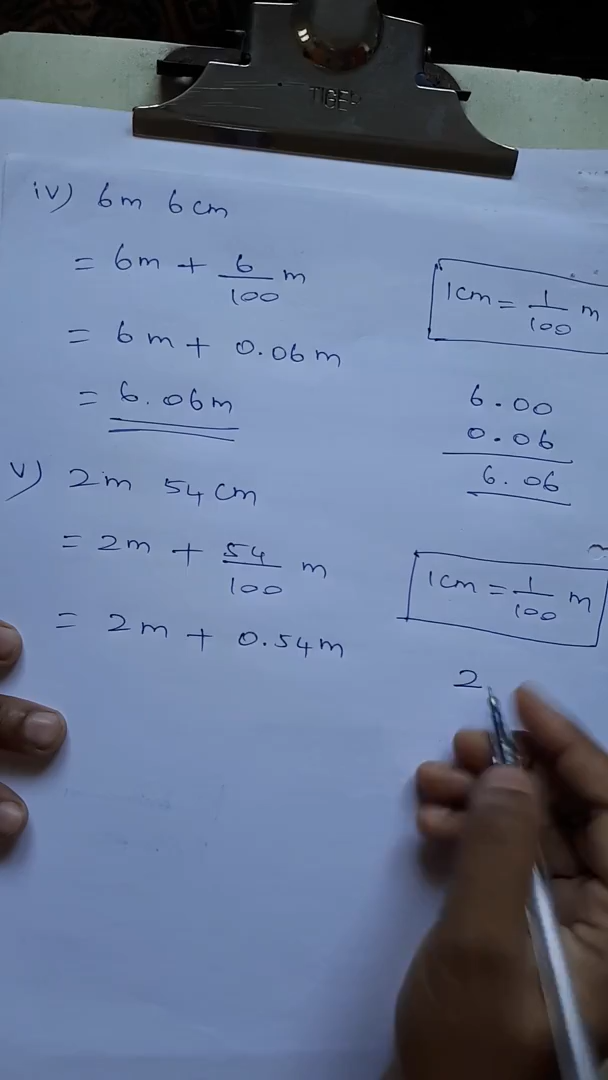 TIGER
iv) 6m 6cm
= 6m + 6/100 m
1cm = 1/100 m
= 6m + 0.06m
= 6.06m
6.00
0.06
6.06
v) 2m 54cm
= 2m + 54/100 m
1cm = 1/100 m
= 2m + 0.54m
2